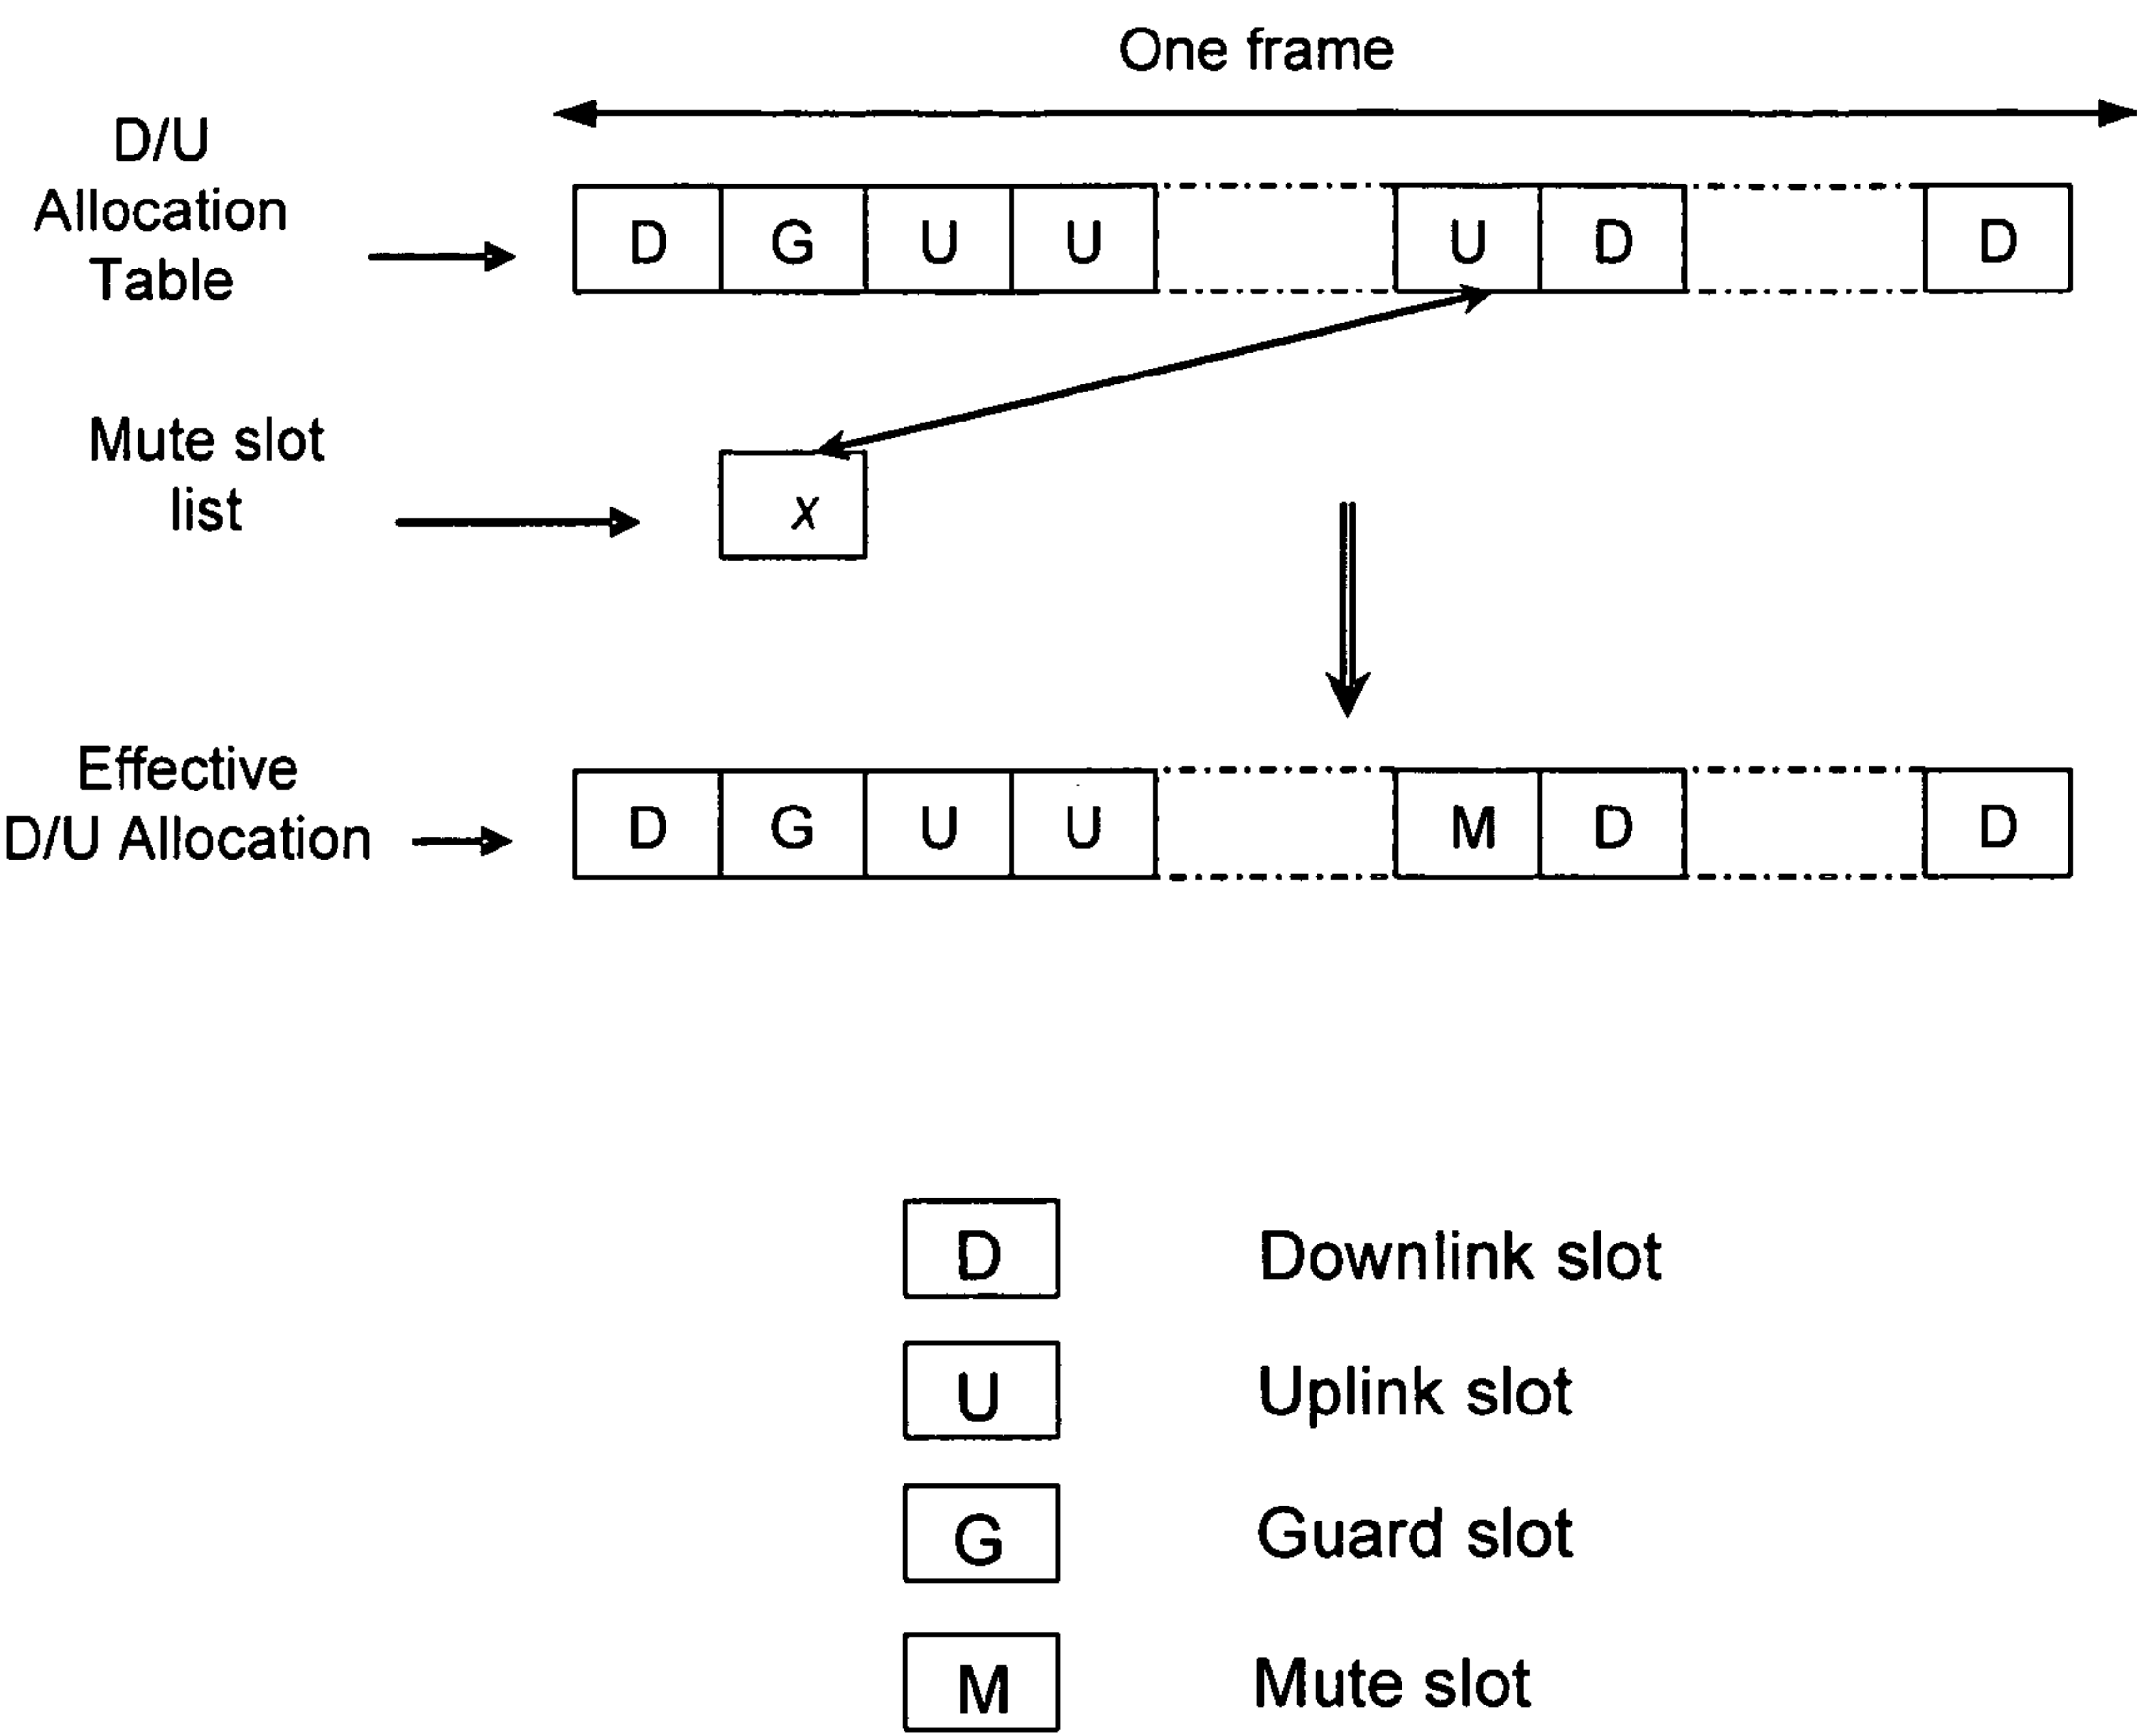 One frame
D/U
Allocation
Table
D G U U U D D
Mute slot
list
x
Effective
D/U Allocation
D G U U M D D
D Downlink slot
U Uplink slot
G Guard slot
M Mute slot